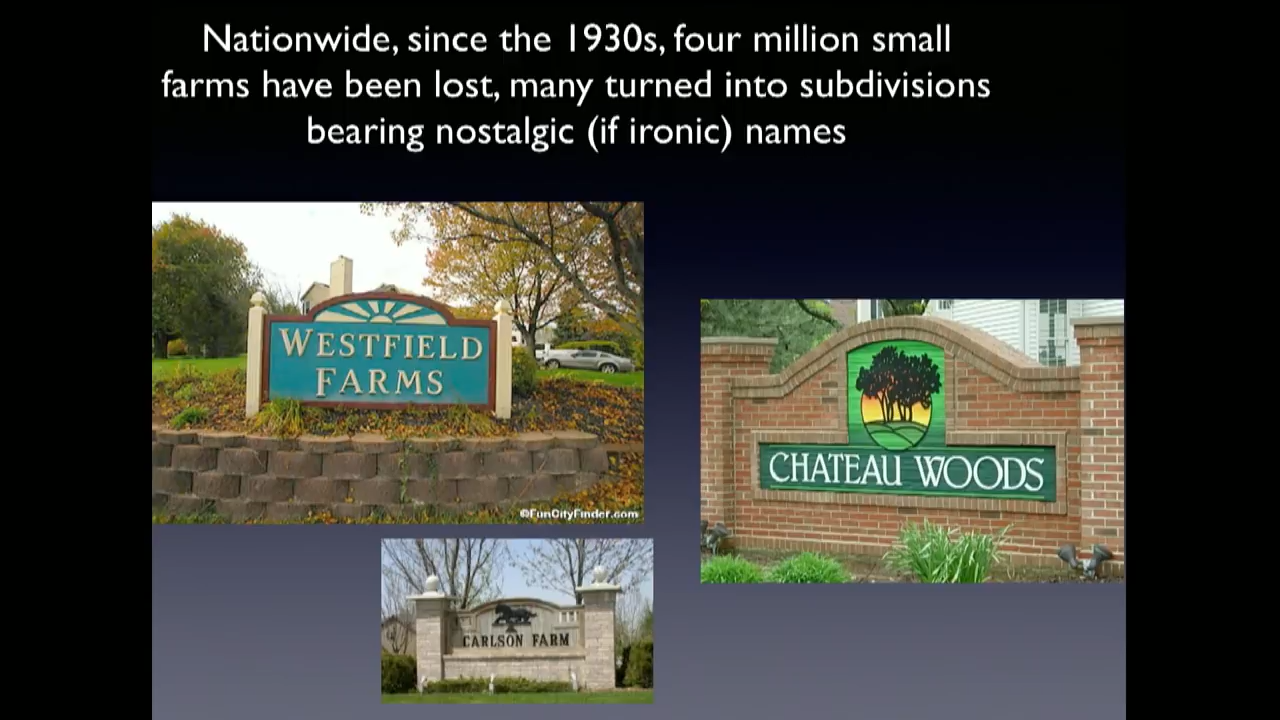 Nationwide, since the 1930s, four million small
farms have been lost, many turned into subdivisions
bearing nostalgic (if ironic) names
WESTFIELD
FARMS
©FunCityFinder.com
CHATEAU WOODS
CARLSON FARM